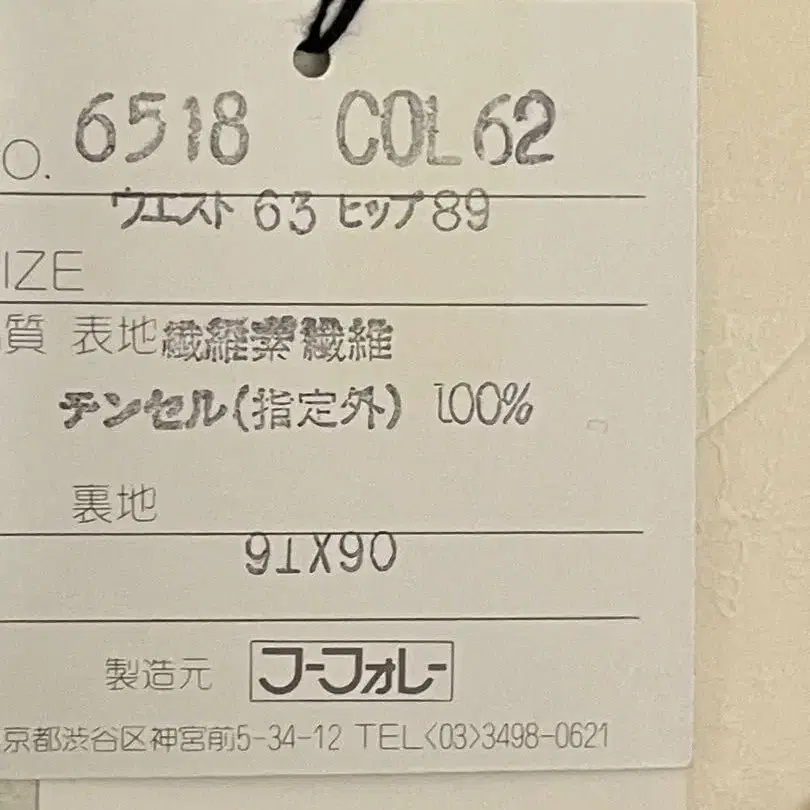 O. 6518 COL 62
ウエスト 63 ヒップ 89
IZE
質 表地 繊維素繊維
テンセル(指定外) 100%
裏地
91X90
製造元 フーフォレー
京都渋谷区神宮前5-34-12 TEL<03>3498-0621